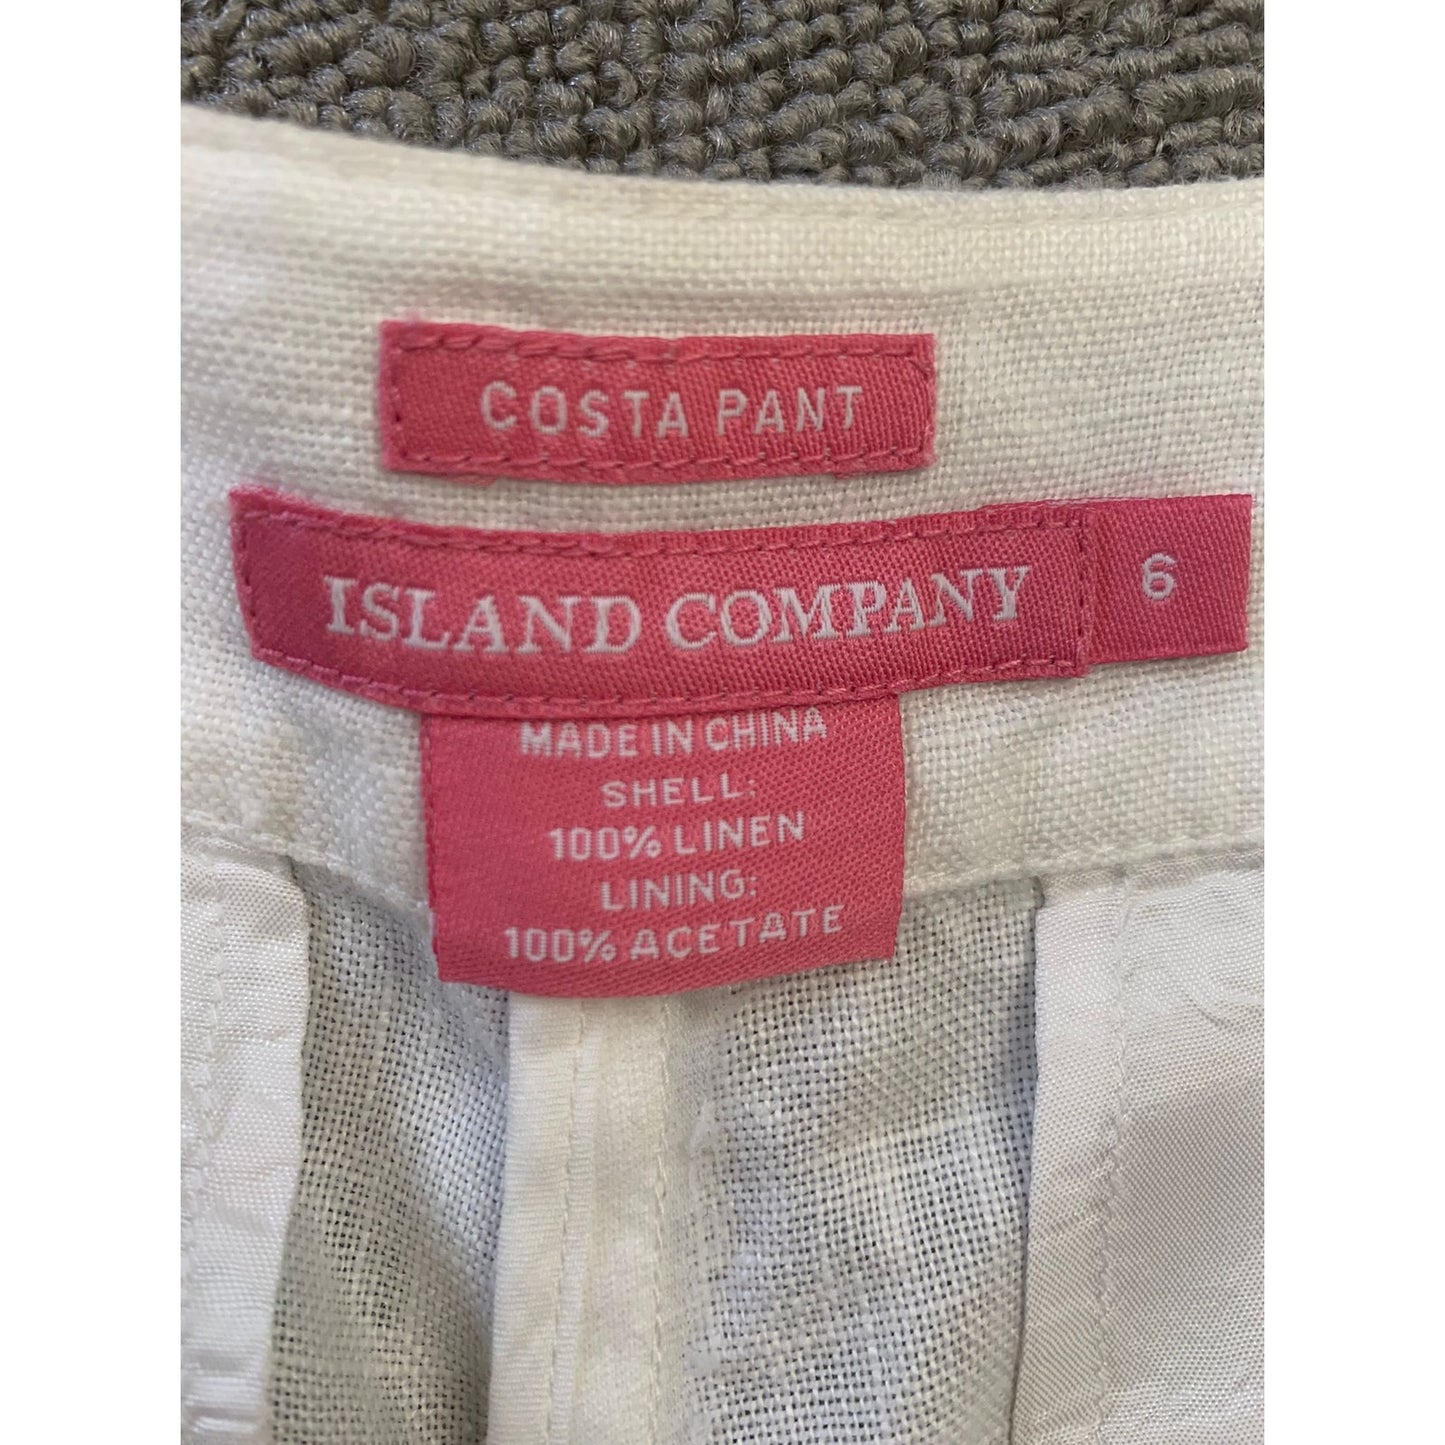 COSTA PANT
ISLAND COMPANY 6
MADE IN CHINA
SHELL:
100% LINEN
LINING:
100% ACETATE